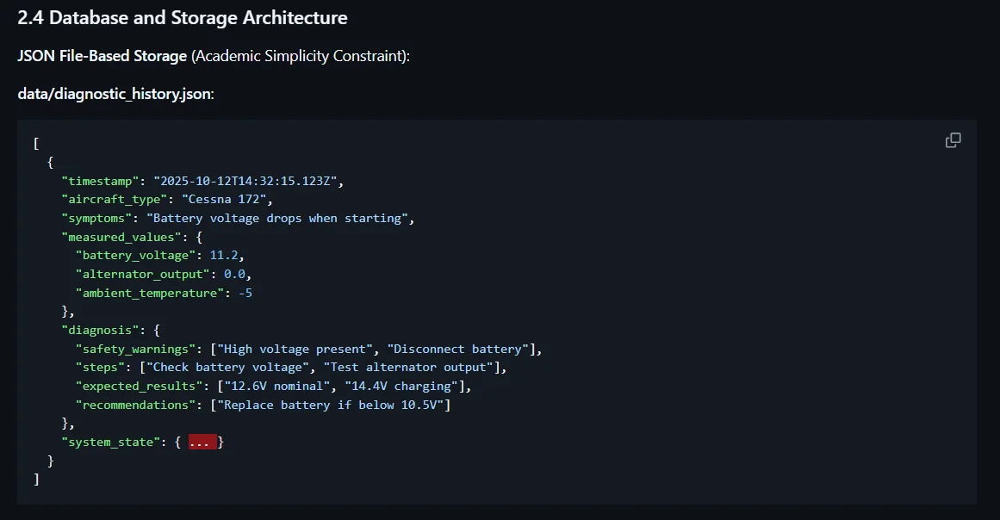 2.4 Database and Storage Architecture
JSON File-Based Storage (Academic Simplicity Constraint):
data/diagnostic_history.json:
[
  {
    "timestamp": "2025-10-12T14:32:15.123Z",
    "aircraft_type": "Cessna 172",
    "symptoms": "Battery voltage drops when starting",
    "measured_values": {
      "battery_voltage": 11.2,
      "alternator_output": 0.0,
      "ambient_temperature": -5
    },
    "diagnosis": {
      "safety_warnings": ["High voltage present", "Disconnect battery"],
      "steps": ["Check battery voltage", "Test alternator output"],
      "expected_results": ["12.6V nominal", "14.4V charging"],
      "recommendations": ["Replace battery if below 10.5V"]
    },
    "system_state": { ... }
  }
]